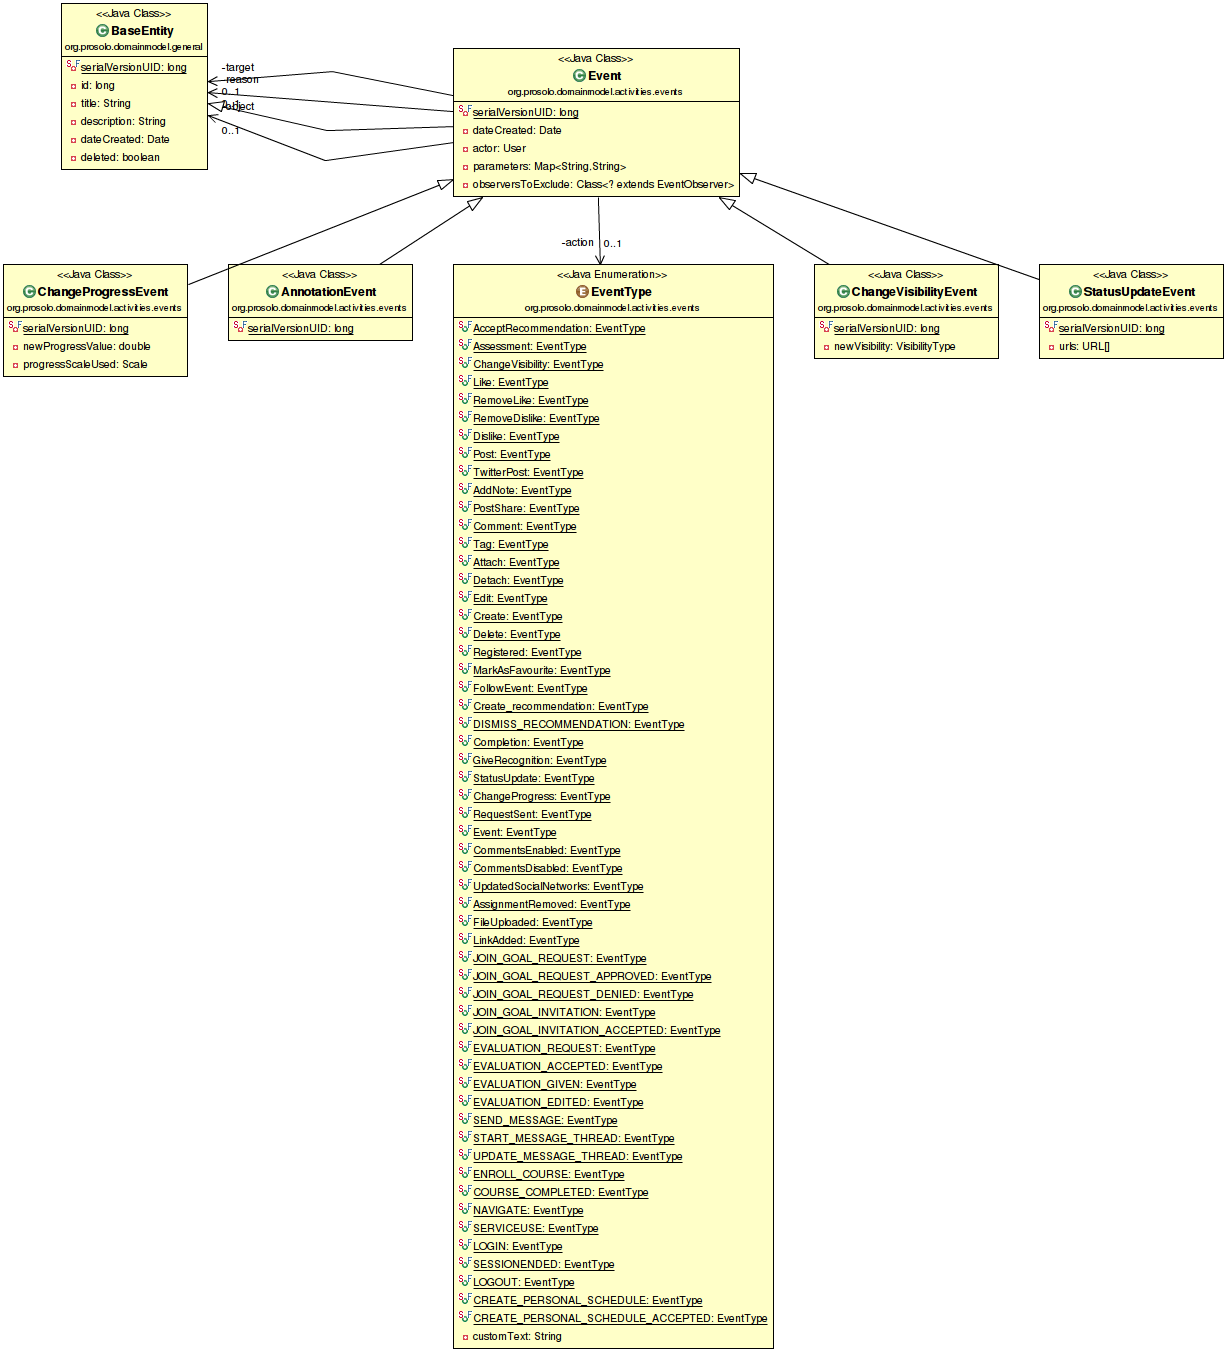 <<Java Class>>
BaseEntity
org.prosolo.domainmodel.general
serialVersionUID: long
id: long
title: String
description: String
dateCreated: Date
deleted: boolean
-target
-reason
0..1
0..1
-object
0..1
<<Java Class>>
Event
org.prosolo.domainmodel.activities.events
serialVersionUID: long
dateCreated: Date
actor: User
parameters: Map<String,String>
observersToExclude: Class<? extends EventObserver>
-action
0..1
<<Java Class>>
ChangeProgressEvent
org.prosolo.domainmodel.activities.events
serialVersionUID: long
newProgressValue: double
progressScaleUsed: Scale
<<Java Class>>
AnnotationEvent
org.prosolo.domainmodel.activities.events
serialVersionUID: long
<<Java Enumeration>>
EventType
org.prosolo.domainmodel.activities.events
AcceptRecommendation: EventType
Assessment: EventType
ChangeVisibility: EventType
Like: EventType
RemoveLike: EventType
RemoveDislike: EventType
Dislike: EventType
Post: EventType
TwitterPost: EventType
AddNote: EventType
PostShare: EventType
Comment: EventType
Tag: EventType
Attach: EventType
Detach: EventType
Edit: EventType
Create: EventType
Delete: EventType
Registered: EventType
MarkAsFavourite: EventType
FollowEvent: EventType
Create_recommendation: EventType
DISMISS_RECOMMENDATION: EventType
Completion: EventType
GiveRecognition: EventType
StatusUpdate: EventType
ChangeProgress: EventType
RequestSent: EventType
Event: EventType
CommentsEnabled: EventType
CommentsDisabled: EventType
UpdatedSocialNetworks: EventType
AssignmentRemoved: EventType
FileUploaded: EventType
LinkAdded: EventType
JOIN_GOAL_REQUEST: EventType
JOIN_GOAL_REQUEST_APPROVED: EventType
JOIN_GOAL_REQUEST_DENIED: EventType
JOIN_GOAL_INVITATION: EventType
JOIN_GOAL_INVITATION_ACCEPTED: EventType
EVALUATION_REQUEST: EventType
EVALUATION_ACCEPTED: EventType
EVALUATION_GIVEN: EventType
EVALUATION_EDITED: EventType
SEND_MESSAGE: EventType
START_MESSAGE_THREAD: EventType
UPDATE_MESSAGE_THREAD: EventType
ENROLL_COURSE: EventType
COURSE_COMPLETED: EventType
NAVIGATE: EventType
SERVICEUSE: EventType
LOGIN: EventType
SESSIONENDED: EventType
LOGOUT: EventType
CREATE_PERSONAL_SCHEDULE: EventType
CREATE_PERSONAL_SCHEDULE_ACCEPTED: EventType
customText: String
<<Java Class>>
ChangeVisibilityEvent
org.prosolo.domainmodel.activities.events
serialVersionUID: long
newVisibility: VisibilityType
<<Java Class>>
StatusUpdateEvent
org.prosolo.domainmodel.activities.events
serialVersionUID: long
urls: URL[]